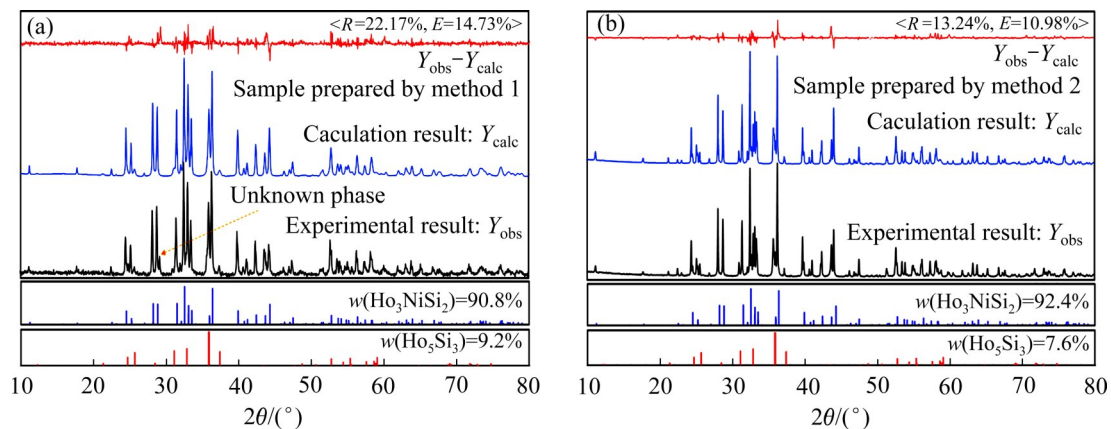 (a)
<R=22.17%, E=14.73%>
Yobs−Ycalc
Sample prepared by method 1
Caculation result: Ycalc
Unknown phase
Experimental result: Yobs
w(Ho3NiSi2)=90.8%
w(Ho5Si3)=9.2%
10 20 30 40 50 60 70 80
2θ/(°)
(b)
<R=13.24%, E=10.98%>
Yobs−Ycalc
Sample prepared by method 2
Caculation result: Ycalc
Experimental result: Yobs
w(Ho3NiSi2)=92.4%
w(Ho5Si3)=7.6%
10 20 30 40 50 60 70 80
2θ/(°)